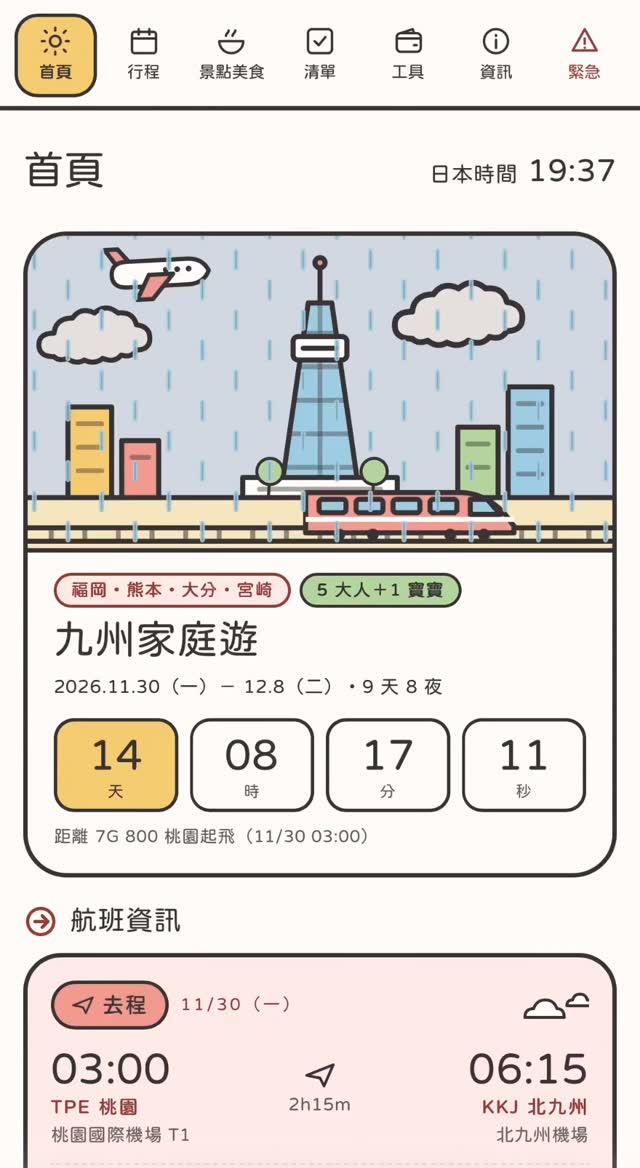 首頁 行程 景點美食 清單 工具 資訊 緊急
首頁
日本時間 19:37
福岡・熊本・大分・宮崎 5 大人+1 寶寶
九州家庭遊
2026.11.30（一）– 12.8（二）・9 天 8 夜
14 08 17 11
天 時 分 秒
距離 7G 800 桃園起飛（11/30 03:00）
航班資訊
去程 11/30（一）
03:00 06:15
2h15m
TPE 桃園 KKJ 北九州
桃園國際機場 T1 北九州機場